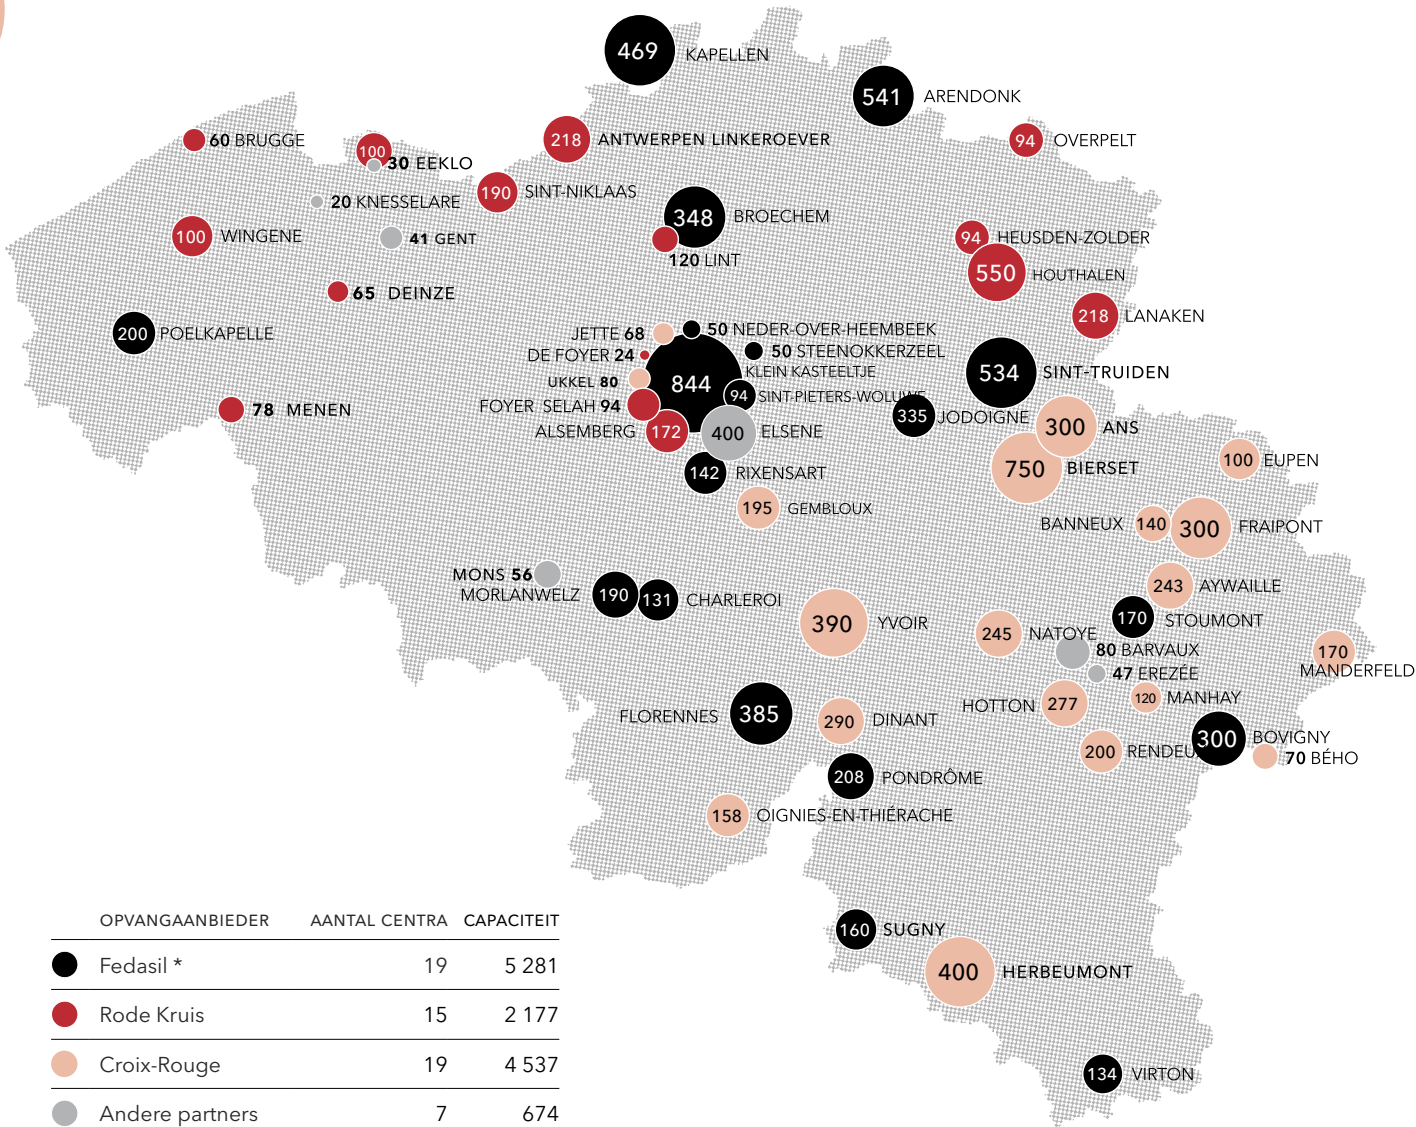 469 KAPELLEN
541 ARENDONK
60 BRUGGE
100
30 EEKLO
218 ANTWERPEN LINKEROEVER
94 OVERPELT
20 KNESSELARE
190 SINT-NIKLAAS
348 BROECHEM
100 WINGENE
41 GENT
94 HEUSDEN-ZOLDER
120 LINT
550 HOUTHALEN
65 DEINZE
218 LANAKEN
200 POELKAPELLE
JETTE 68
50 NEDER-OVER-HEEMBEEK
DE FOYER 24
50 STEENOKKERZEEL
844 KLEIN KASTEELTJE
534 SINT-TRUIDEN
UKKEL 80
94 SINT-PIETERS-WOLUWE
78 MENEN
FOYER SELAH 94
335 JODOIGNE
ALSEMBERG 172
400 ELSENE
300 ANS
750 BIERSET
100 EUPEN
142 RIXENSART
195 GEMBLOUX
BANNEUX 140
300 FRAIPONT
MONS 56
MORLANWELZ 190
131 CHARLEROI
243 AYWAILLE
390 YVOIR
245 NATOYE
170 STOUMONT
80 BARVAUX
170
MANDERFELD
47 EREZÉE
FLORENNES 385
290 DINANT
HOTTON 277
120 MANHAY
200 RENDEU
300 BOVIGNY
70 BÉHO
208 PONDRÔME
158 OIGNIES-EN-THIÉRACHE
160 SUGNY
400 HERBEUMONT
134 VIRTON
OPVANGAANBIEDER AANTAL CENTRA CAPACITEIT
Fedasil * 19 5 281
Rode Kruis 15 2 177
Croix-Rouge 19 4 537
Andere partners 7 674